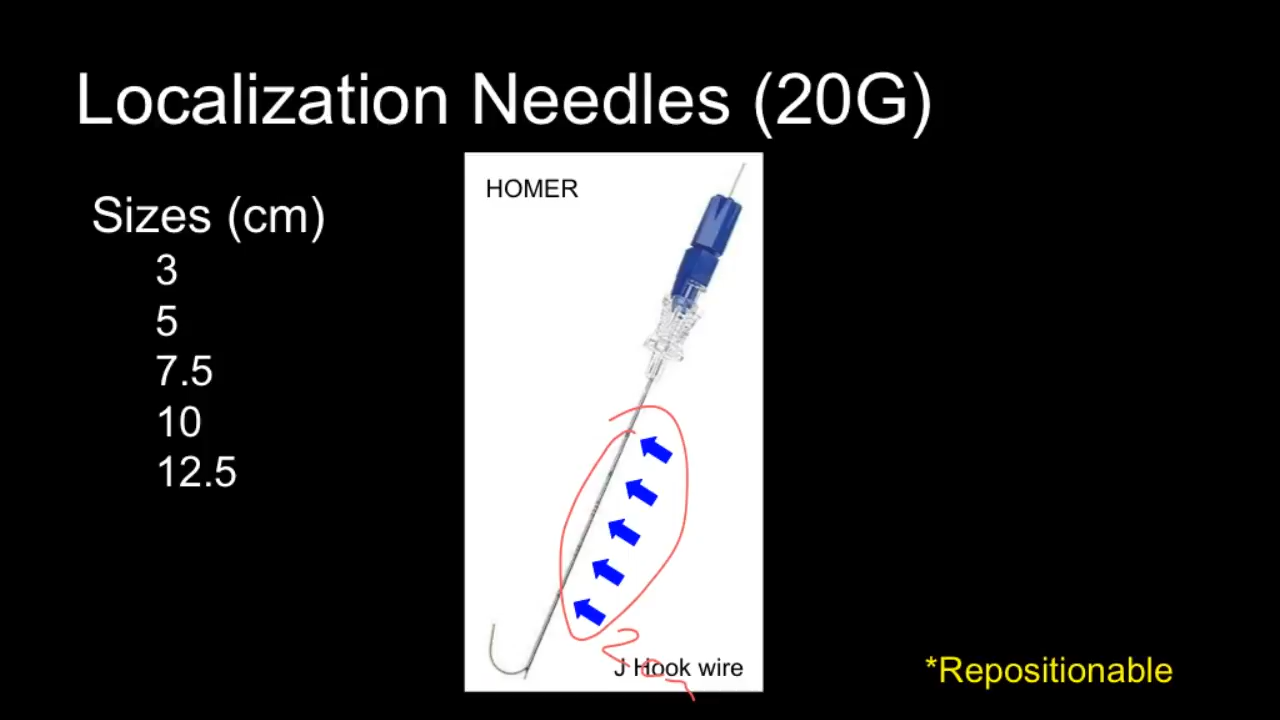 Localization Needles (20G)
Sizes (cm)
3
5
7.5
10
12.5
HOMER
J Hook wire
*Repositionable